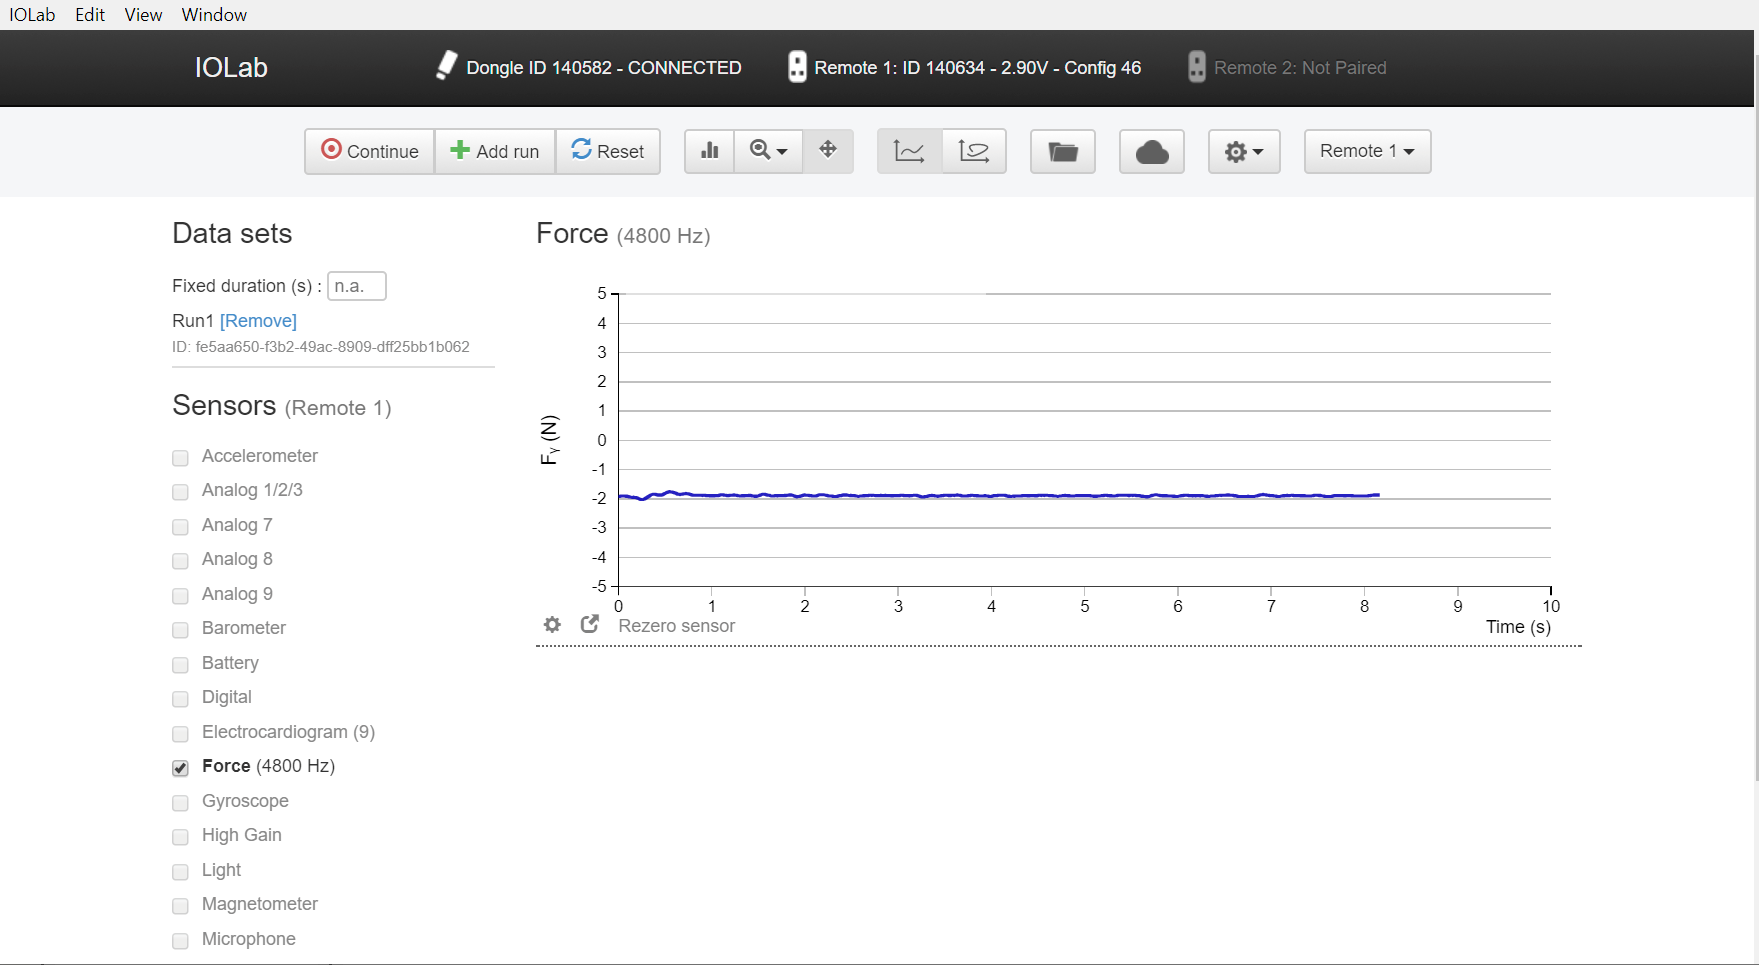 IOLab Edit View Window
IOLab Dongle ID 140582 - CONNECTED Remote 1: ID 140634 - 2.90V - Config 46 Remote 2: Not Paired
Continue Add run Reset Remote 1
Data sets
Fixed duration (s) : n.a.
Run1 [Remove]
ID: fe5aa650-f3b2-49ac-8909-dff25bb1b062
Sensors (Remote 1)
Accelerometer
Analog 1/2/3
Analog 7
Analog 8
Analog 9
Barometer
Battery
Digital
Electrocardiogram (9)
Force (4800 Hz)
Gyroscope
High Gain
Light
Magnetometer
Microphone
Force (4800 Hz)
5
4
3
2
1
0
-1
-2
-3
-4
-5
Fy (N)
0 1 2 3 4 5 6 7 8 9 10
Rezero sensor Time (s)